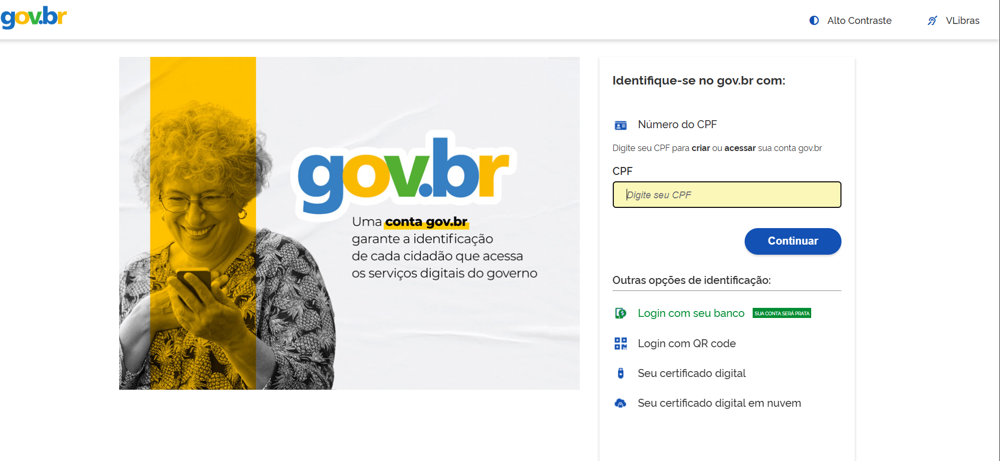 gov.br
Alto Contraste
VLibras
gov.br
Uma conta gov.br
garante a identificação
de cada cidadão que acessa
os serviços digitais do governo
Identifique-se no gov.br com:
Número do CPF
Digite seu CPF para criar ou acessar sua conta gov.br
CPF
Digite seu CPF
Continuar
Outras opções de identificação:
Login com seu banco SUA CONTA SERÁ PRATA
Login com QR code
Seu certificado digital
Seu certificado digital em nuvem